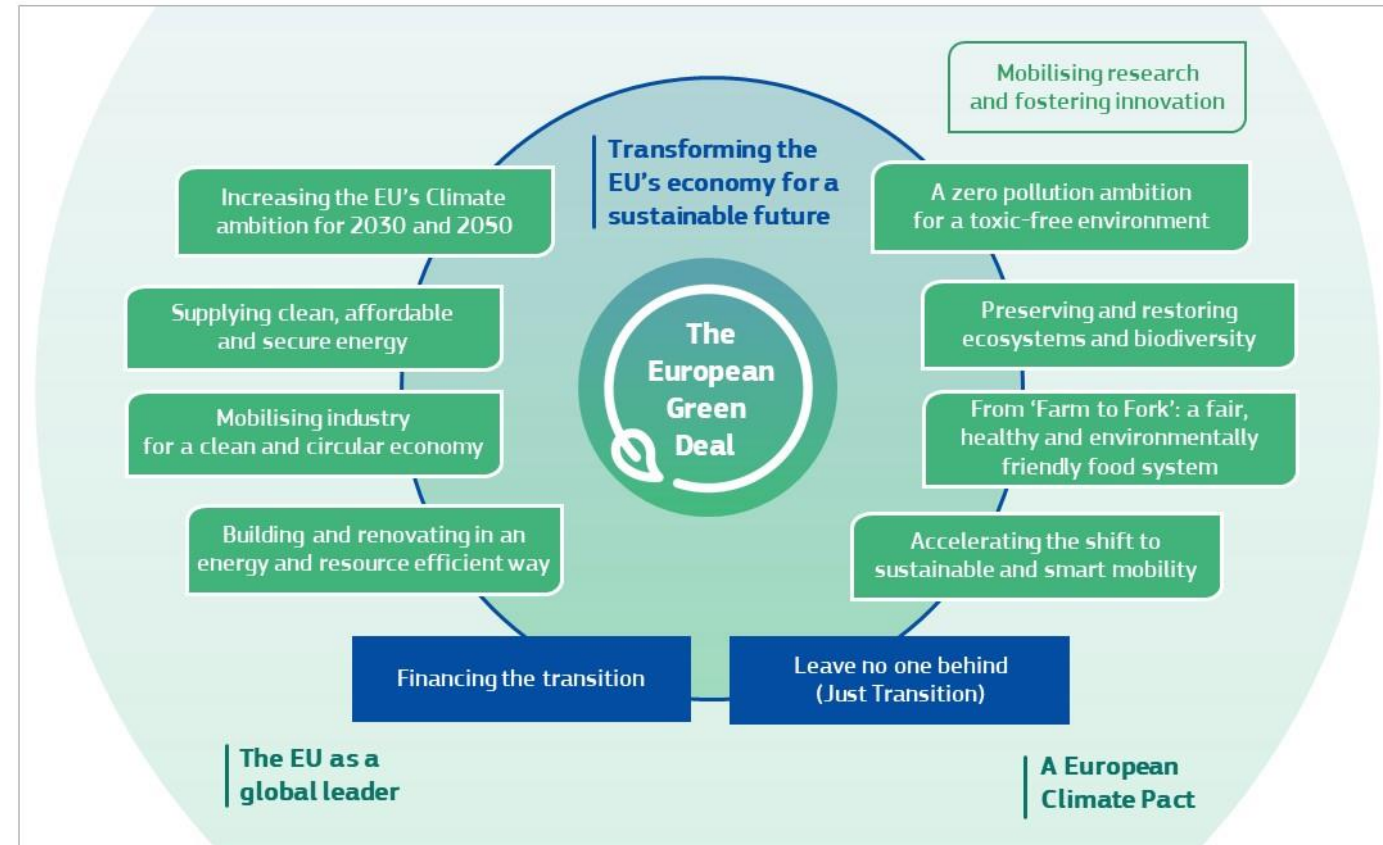 Mobilising research
and fostering innovation
Transforming the
EU's economy for a
sustainable future
Increasing the EU's Climate
ambition for 2030 and 2050
A zero pollution ambition
for a toxic-free environment
Supplying clean, affordable
and secure energy
Preserving and restoring
ecosystems and biodiversity
The
European
Green
Deal
Mobilising industry
for a clean and circular economy
From ‘Farm to Fork’: a fair,
healthy and environmentally
friendly food system
Building and renovating in an
energy and resource efficient way
Accelerating the shift to
sustainable and smart mobility
Financing the transition
Leave no one behind
(Just Transition)
The EU as a
global leader
A European
Climate Pact